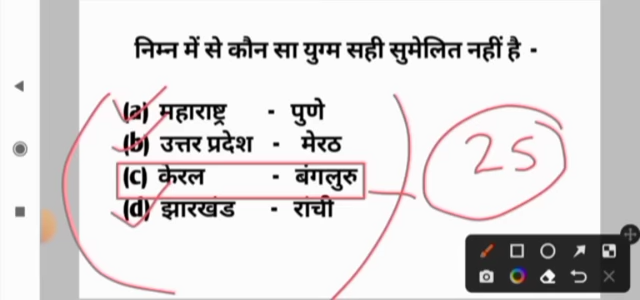 निम्न में से कौन सा युग्म सही सुमेलित नहीं है -
(a) महाराष्ट्र - पुणे
(b) उत्तर प्रदेश - मेरठ
(c) केरल - बंगलुरु
(d) झारखंड - रांची
25